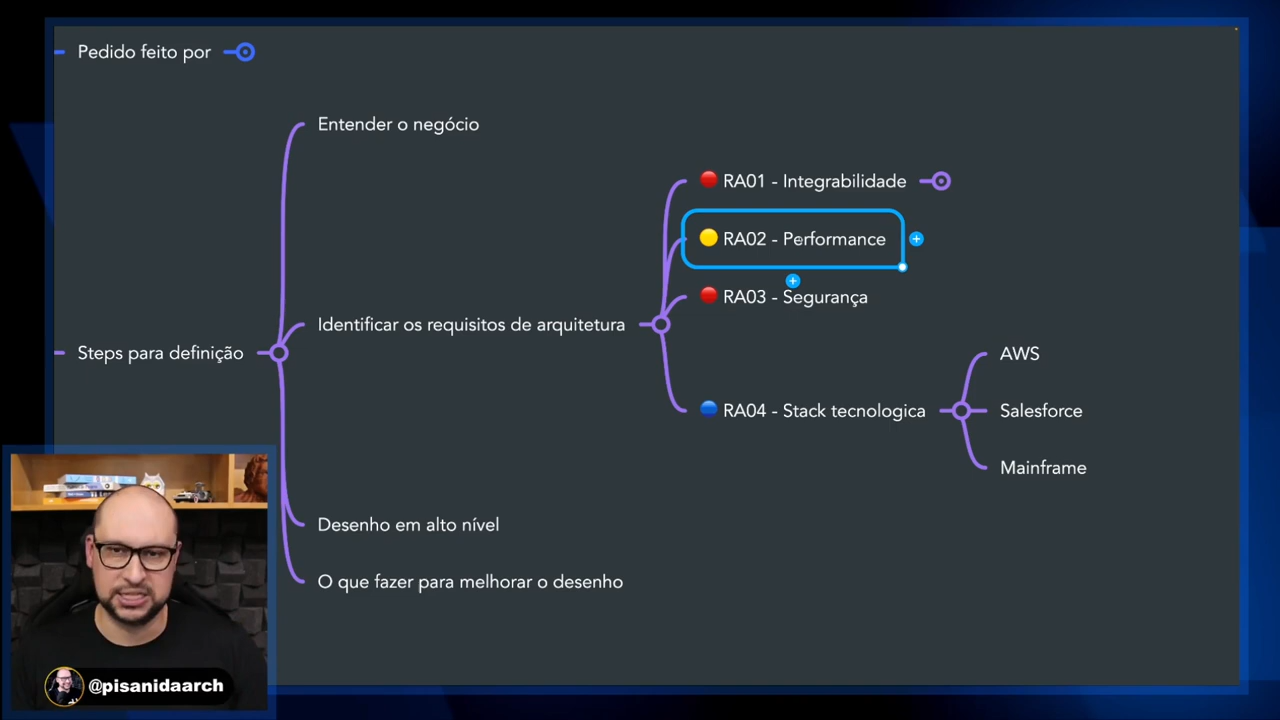 Pedido feito por
Entender o negócio
RA01 - Integrabilidade
RA02 - Performance
RA03 - Segurança
Identificar os requisitos de arquitetura
Steps para definição
AWS
RA04 - Stack tecnologica
Salesforce
Mainframe
Desenho em alto nível
O que fazer para melhorar o desenho
@pisanidaarch